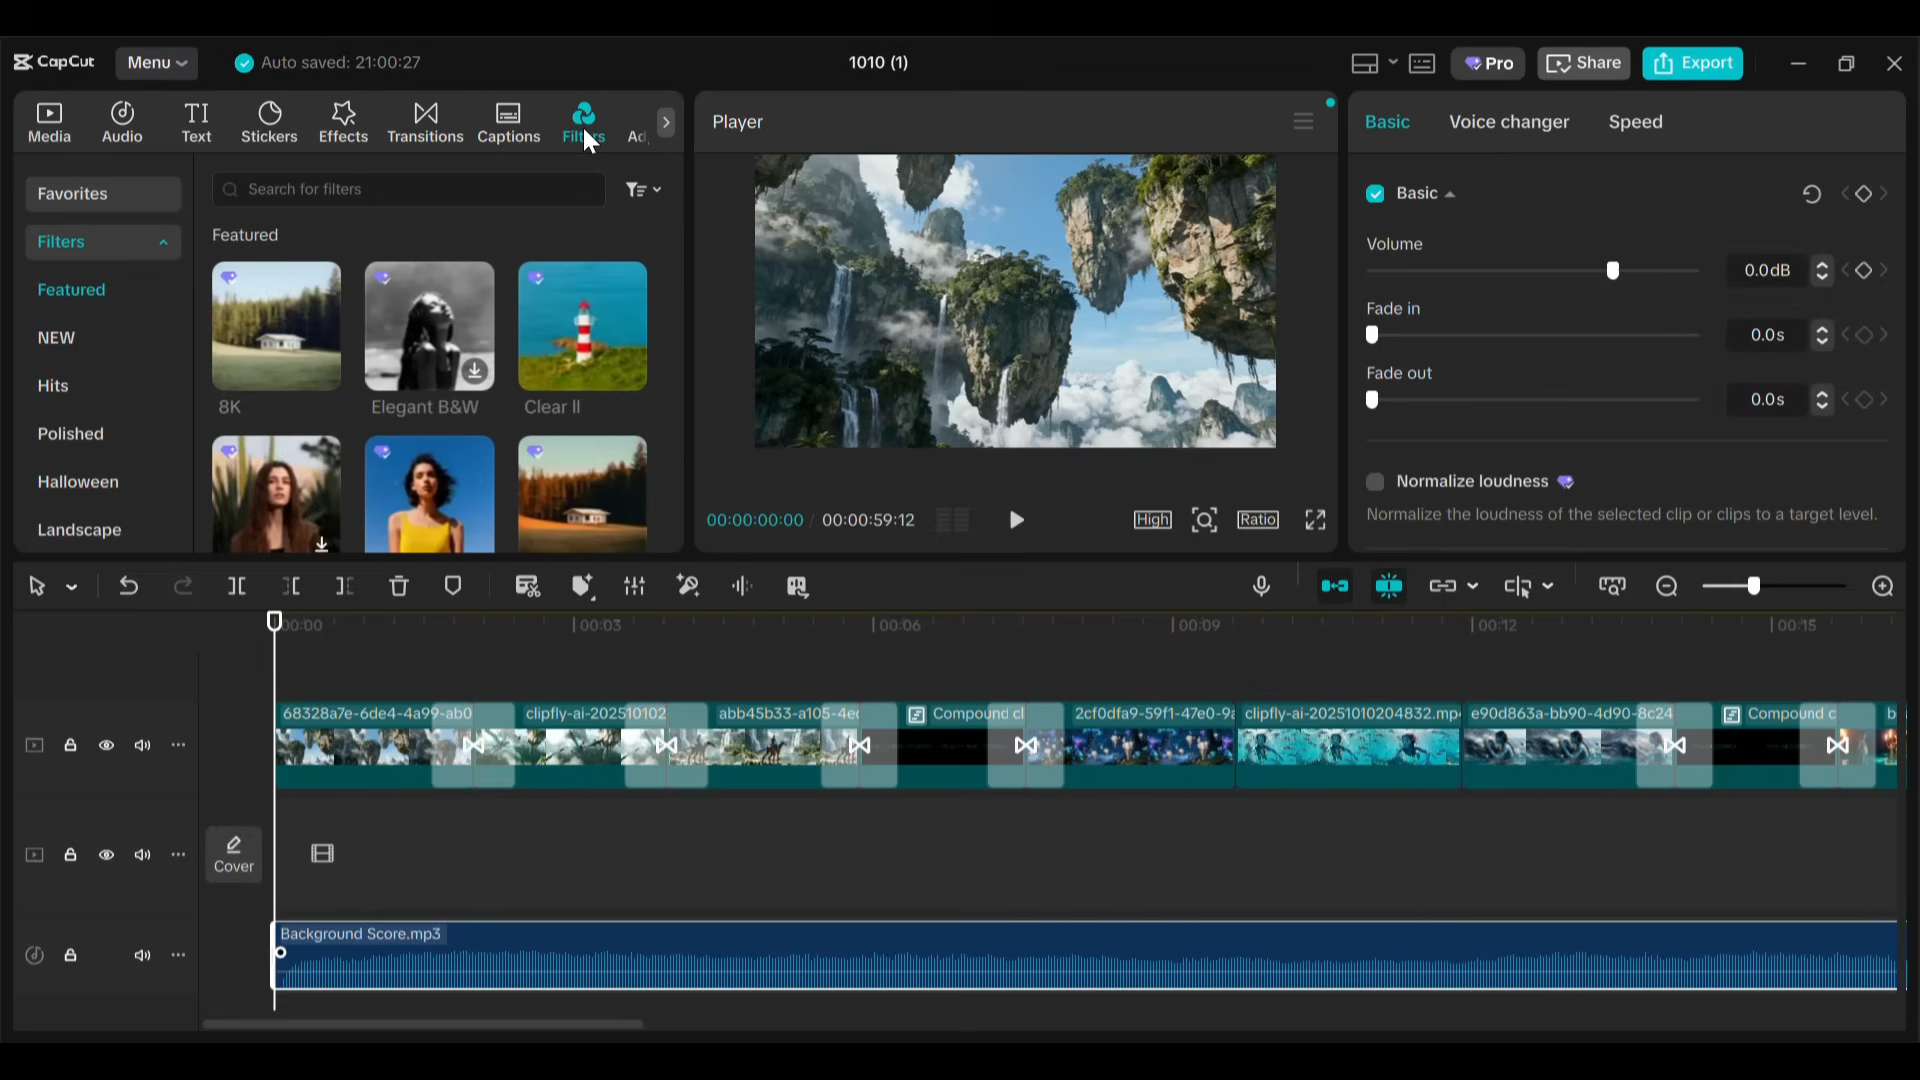 CapCut
Menu
Auto saved: 21:00:27
1010 (1)
Pro
Share
Export
Media
Audio
TI
Text
Stickers
Effects
Transitions
Captions
Filters
Player
Basic
Voice changer
Speed
Favorites
Search for filters
Filters
Featured
NEW
Hits
Polished
Halloween
Landscape
Featured
8K
Elegant B&W
Clear II
00:00:00:00 / 00:00:59:12
High
Ratio
Basic
Volume
0.0dB
Fade in
0.0s
Fade out
0.0s
Normalize loudness
Normalize the loudness of the selected clip or clips to a target level.
00:00
00:03
00:06
00:09
00:12
00:15
68328a7e-6de4-4a99-ab0
clipfly-ai-202510102
abb45b33-a105-4ec
Compound cl
2cf0dfa9-59f1-47e0-9
clipfly-ai-20251010204832.mp4
e90d863a-bb90-4d90-8c24
Compound c
Cover
Background Score.mp3